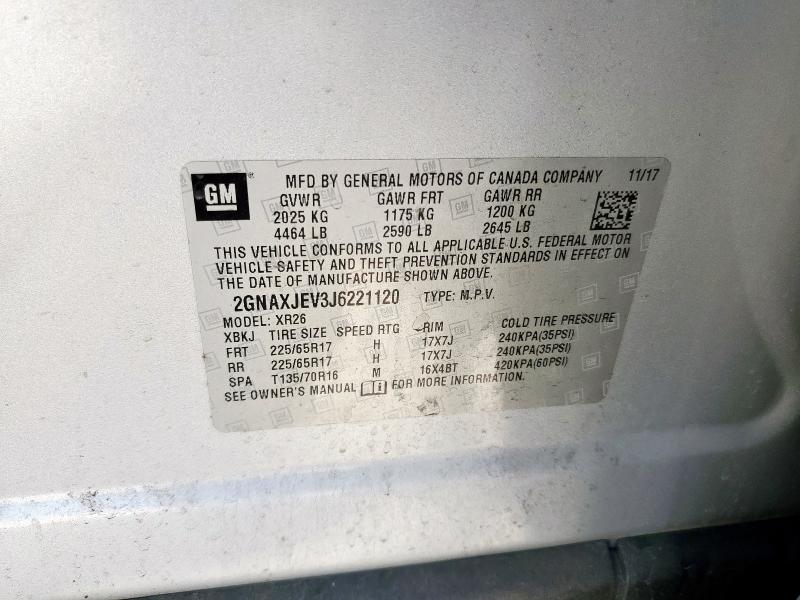 GM MFD BY GENERAL MOTORS OF CANADA COMPANY 11/17
GVWR GAWR FRT GAWR RR
2025 KG 1175 KG 1200 KG
4464 LB 2590 LB 2645 LB
THIS VEHICLE CONFORMS TO ALL APPLICABLE U.S. FEDERAL MOTOR
VEHICLE SAFETY AND THEFT PREVENTION STANDARDS IN EFFECT ON
THE DATE OF MANUFACTURE SHOWN ABOVE.
2GNAXJEV3J6221120 TYPE: M.P.V.
MODEL: XR26
XBKJ TIRE SIZE SPEED RTG RIM COLD TIRE PRESSURE
FRT 225/65R17 H 17X7J 240KPA(35PSI)
RR 225/65R17 H 17X7J 240KPA(35PSI)
SPA T135/70R16 M 16X4BT 420KPA(60PSI)
SEE OWNER'S MANUAL FOR MORE INFORMATION.